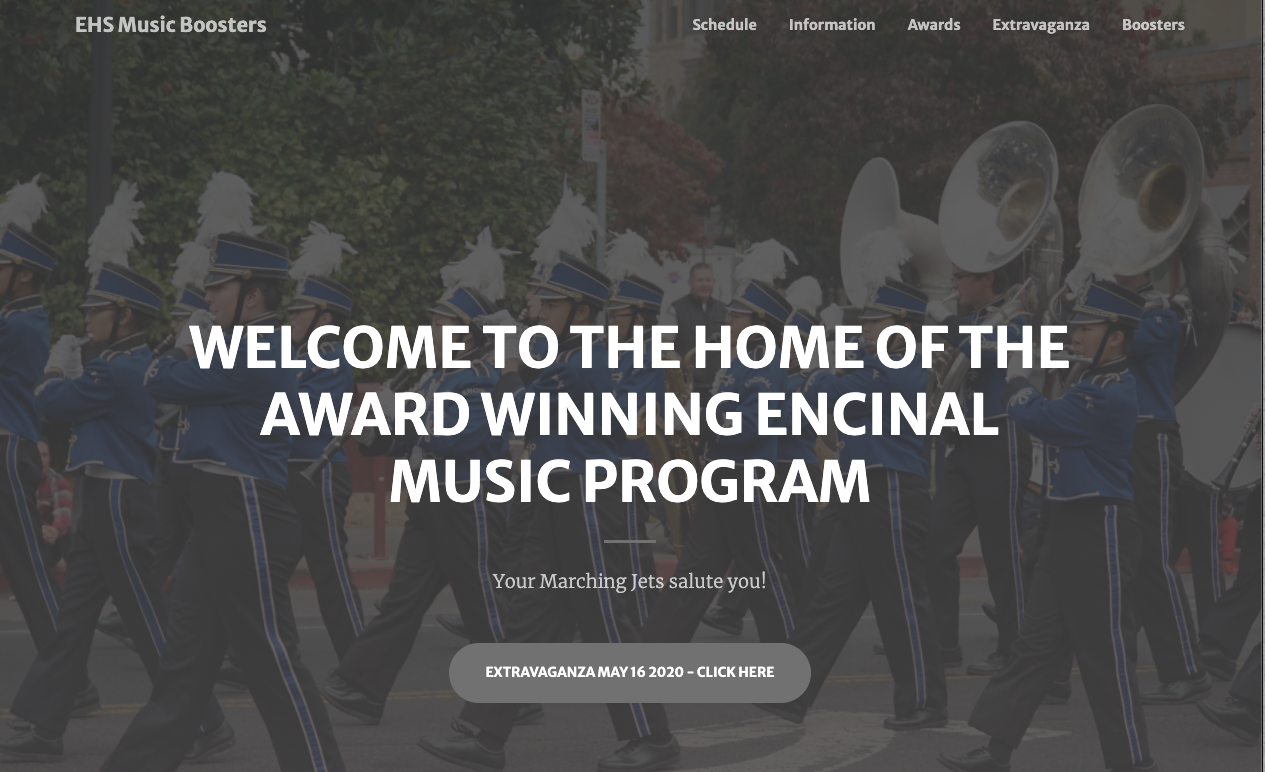 EHS Music Boosters
Schedule Information Awards Extravaganza Boosters
WELCOME TO THE HOME OF THE
AWARD WINNING ENCINAL
MUSIC PROGRAM
Your Marching Jets salute you!
EXTRAVAGANZA MAY 16 2020 - CLICK HERE